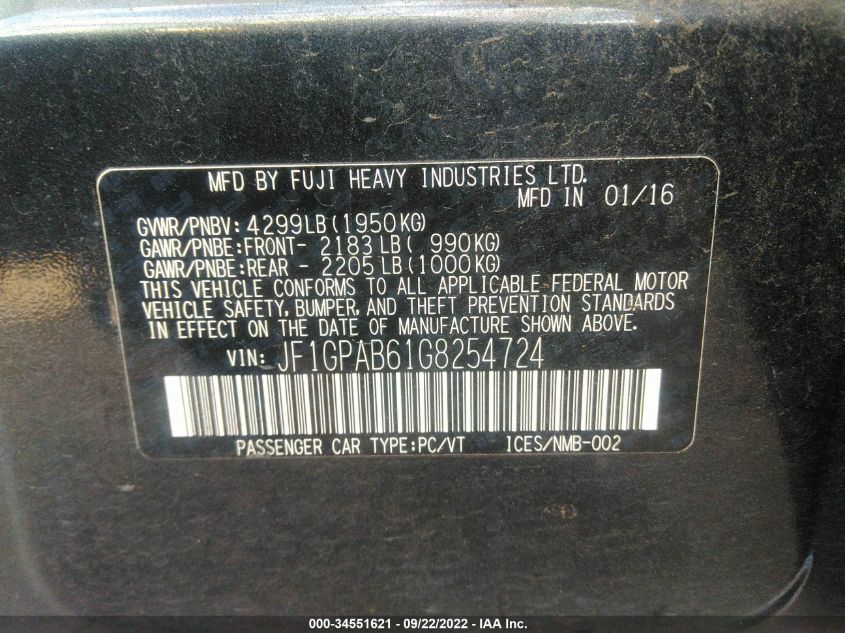 MFD BY FUJI HEAVY INDUSTRIES LTD.
MFD IN 01/16
GVWR/PNBV: 4299LB(1950KG)
GAWR/PNBE:FRONT- 2183LB( 990KG)
GAWR/PNBE:REAR - 2205LB(1000KG)
THIS VEHICLE CONFORMS TO ALL APPLICABLE FEDERAL MOTOR
VEHICLE SAFETY, BUMPER, AND THEFT PREVENTION STANDARDS
IN EFFECT ON THE DATE OF MANUFACTURE SHOWN ABOVE.
VIN: JF1GPAB61G8254724
PASSENGER CAR TYPE:PC/VT ICES/NMB-002
000-34551621 - 09/22/2022 - IAA Inc.